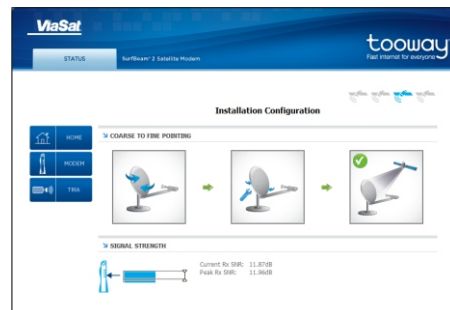 ViaSat
tooway
Fast internet for everyone
STATUS
SurfBeam® 2 Satellite Modem
Installation Configuration
HOME
MODEM
TRIA
COARSE TO FINE POINTING
SIGNAL STRENGTH
Current Rx SNR: 11.87dB
Peak Rx SNR: 11.96dB